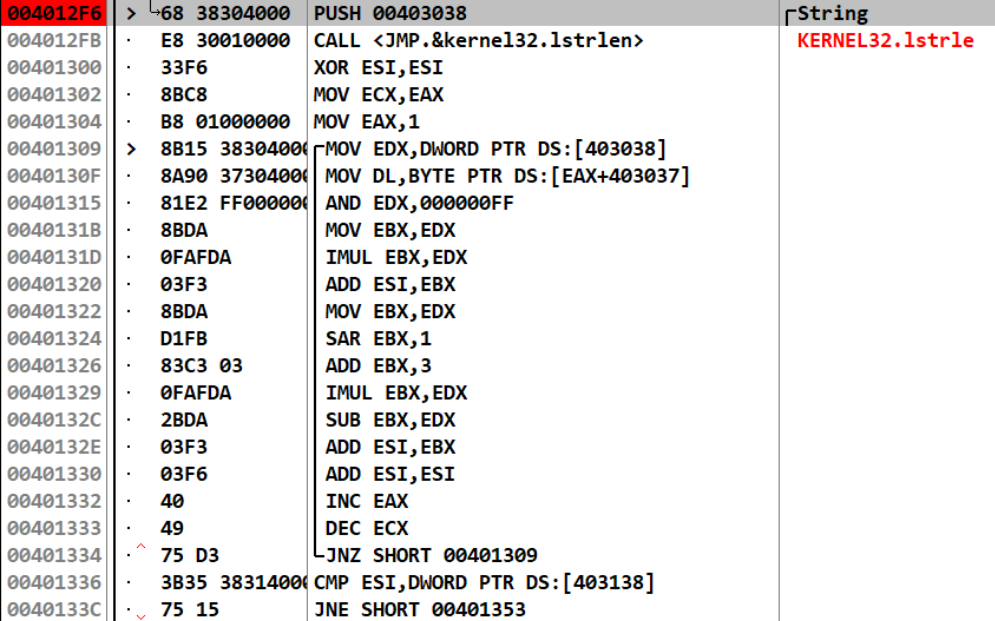 004012F6 > 68 38304000 PUSH 00403038 String
004012FB · E8 30010000 CALL <JMP.&kernel32.lstrlen> KERNEL32.lstrle
00401300 · 33F6 XOR ESI,ESI
00401302 · 8BC8 MOV ECX,EAX
00401304 · B8 01000000 MOV EAX,1
00401309 > 8B15 38304000 MOV EDX,DWORD PTR DS:[403038]
0040130F · 8A90 37304000 MOV DL,BYTE PTR DS:[EAX+403037]
00401315 · 81E2 FF000000 AND EDX,000000FF
0040131B · 8BDA MOV EBX,EDX
0040131D · 0FAFDA IMUL EBX,EDX
00401320 · 03F3 ADD ESI,EBX
00401322 · 8BDA MOV EBX,EDX
00401324 · D1FB SAR EBX,1
00401326 · 83C3 03 ADD EBX,3
00401329 · 0FAFDA IMUL EBX,EDX
0040132C · 2BDA SUB EBX,EDX
0040132E · 03F3 ADD ESI,EBX
00401330 · 03F6 ADD ESI,ESI
00401332 · 40 INC EAX
00401333 · 49 DEC ECX
00401334 · 75 D3 JNZ SHORT 00401309
00401336 · 3B35 38314000 CMP ESI,DWORD PTR DS:[403138]
0040133C · 75 15 JNE SHORT 00401353